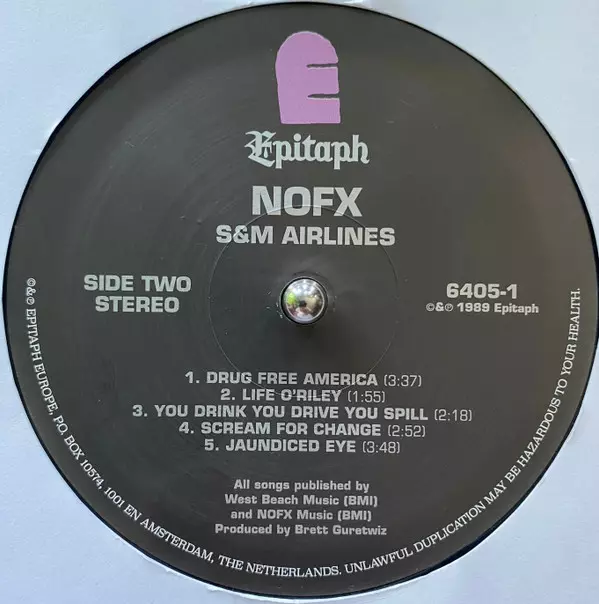 E
Epitaph
NOFX
S&M AIRLINES
SIDE TWO
STEREO
6405-1
©&℗ 1989 Epitaph
1. DRUG FREE AMERICA (3:37)
2. LIFE O'RILEY (1:55)
3. YOU DRINK YOU DRIVE YOU SPILL (2:18)
4. SCREAM FOR CHANGE (2:52)
5. JAUNDICED EYE (3:48)
All songs published by
West Beach Music (BMI)
and NOFX Music (BMI)
Produced by Brett Guretwiz
©&℗ EPITAPH EUROPE, P.O. BOX 10574, 1001 EN AMSTERDAM, THE NETHERLANDS. UNLAWFUL DUPLICATION MAY BE HAZARDOUS TO YOUR HEALTH.